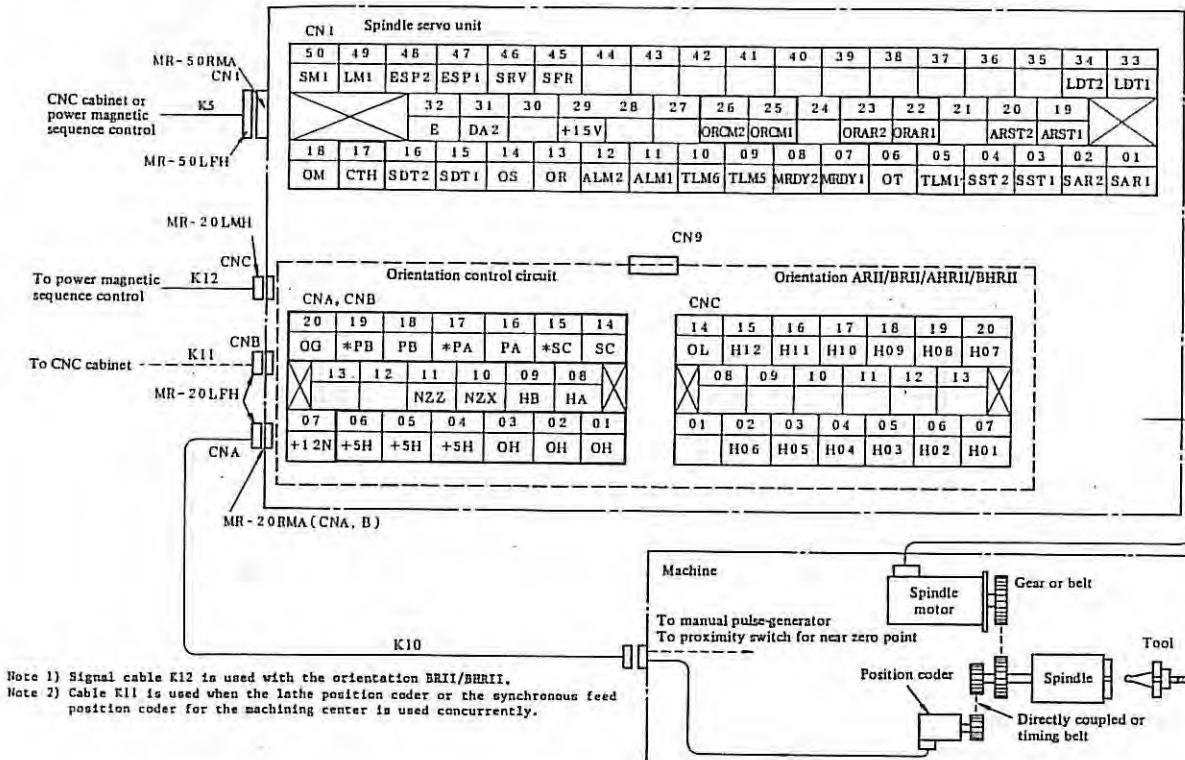 Spindle servo unit
CN1
50 49 48 47 46 45 44 43 42 41 40 39 38 37 36 35 34 33
SM1 LM1 ESP2 ESP1 SRV SFR LDT2 LDT1
32 31 30 29 28 27 26 25 24 23 22 21 20 19
E DA2 +15V ORCM2 ORCM1 ORAR2 ORAR1 ARST2 ARST1
18 17 16 15 14 13 12 11 10 09 08 07 06 05 04 03 02 01
OM CTH SDT2 SDT1 OS OR ALM2 ALM1 TLM6 TLM5 MRDY2 MRDY1 OT TLM1 SST2 SST1 SAR2 SAR1
MR-50RMA
CN1
CNC cabinet or
power magnetic
sequence control
K5
MR-50LFH
MR-20LMH
CNC
To power magnetic
sequence control
K12
CN9
Orientation control circuit
Orientation ARII/BRII/AHRII/BHRII
CNA, CNB
20 19 18 17 16 15 14
OG *PB PB *PA PA *SC SC
13 12 11 10 09 08
NZZ NZX HB HA
07 06 05 04 03 02 01
+12N +5H +5H +5H OH OH OH
CNC
14 15 16 17 18 19 20
OL H12 H11 H10 H09 H08 H07
08 09 10 11 12 13
01 02 03 04 05 06 07
H06 H05 H04 H03 H02 H01
CNB
To CNC cabinet
K11
MR-20LFH
CNA
MR-20RMA(CNA, B)
Machine
Spindle
motor
Gear or belt
To manual pulse-generator
To proximity switch for near zero point
K10
Position coder
Spindle
Tool
Directly coupled or
timing belt
Note 1) Signal cable K12 is used with the orientation BRII/BHRII.
Note 2) Cable K11 is used when the lathe position coder or the synchronous feed
position coder for the machining center is used concurrently.